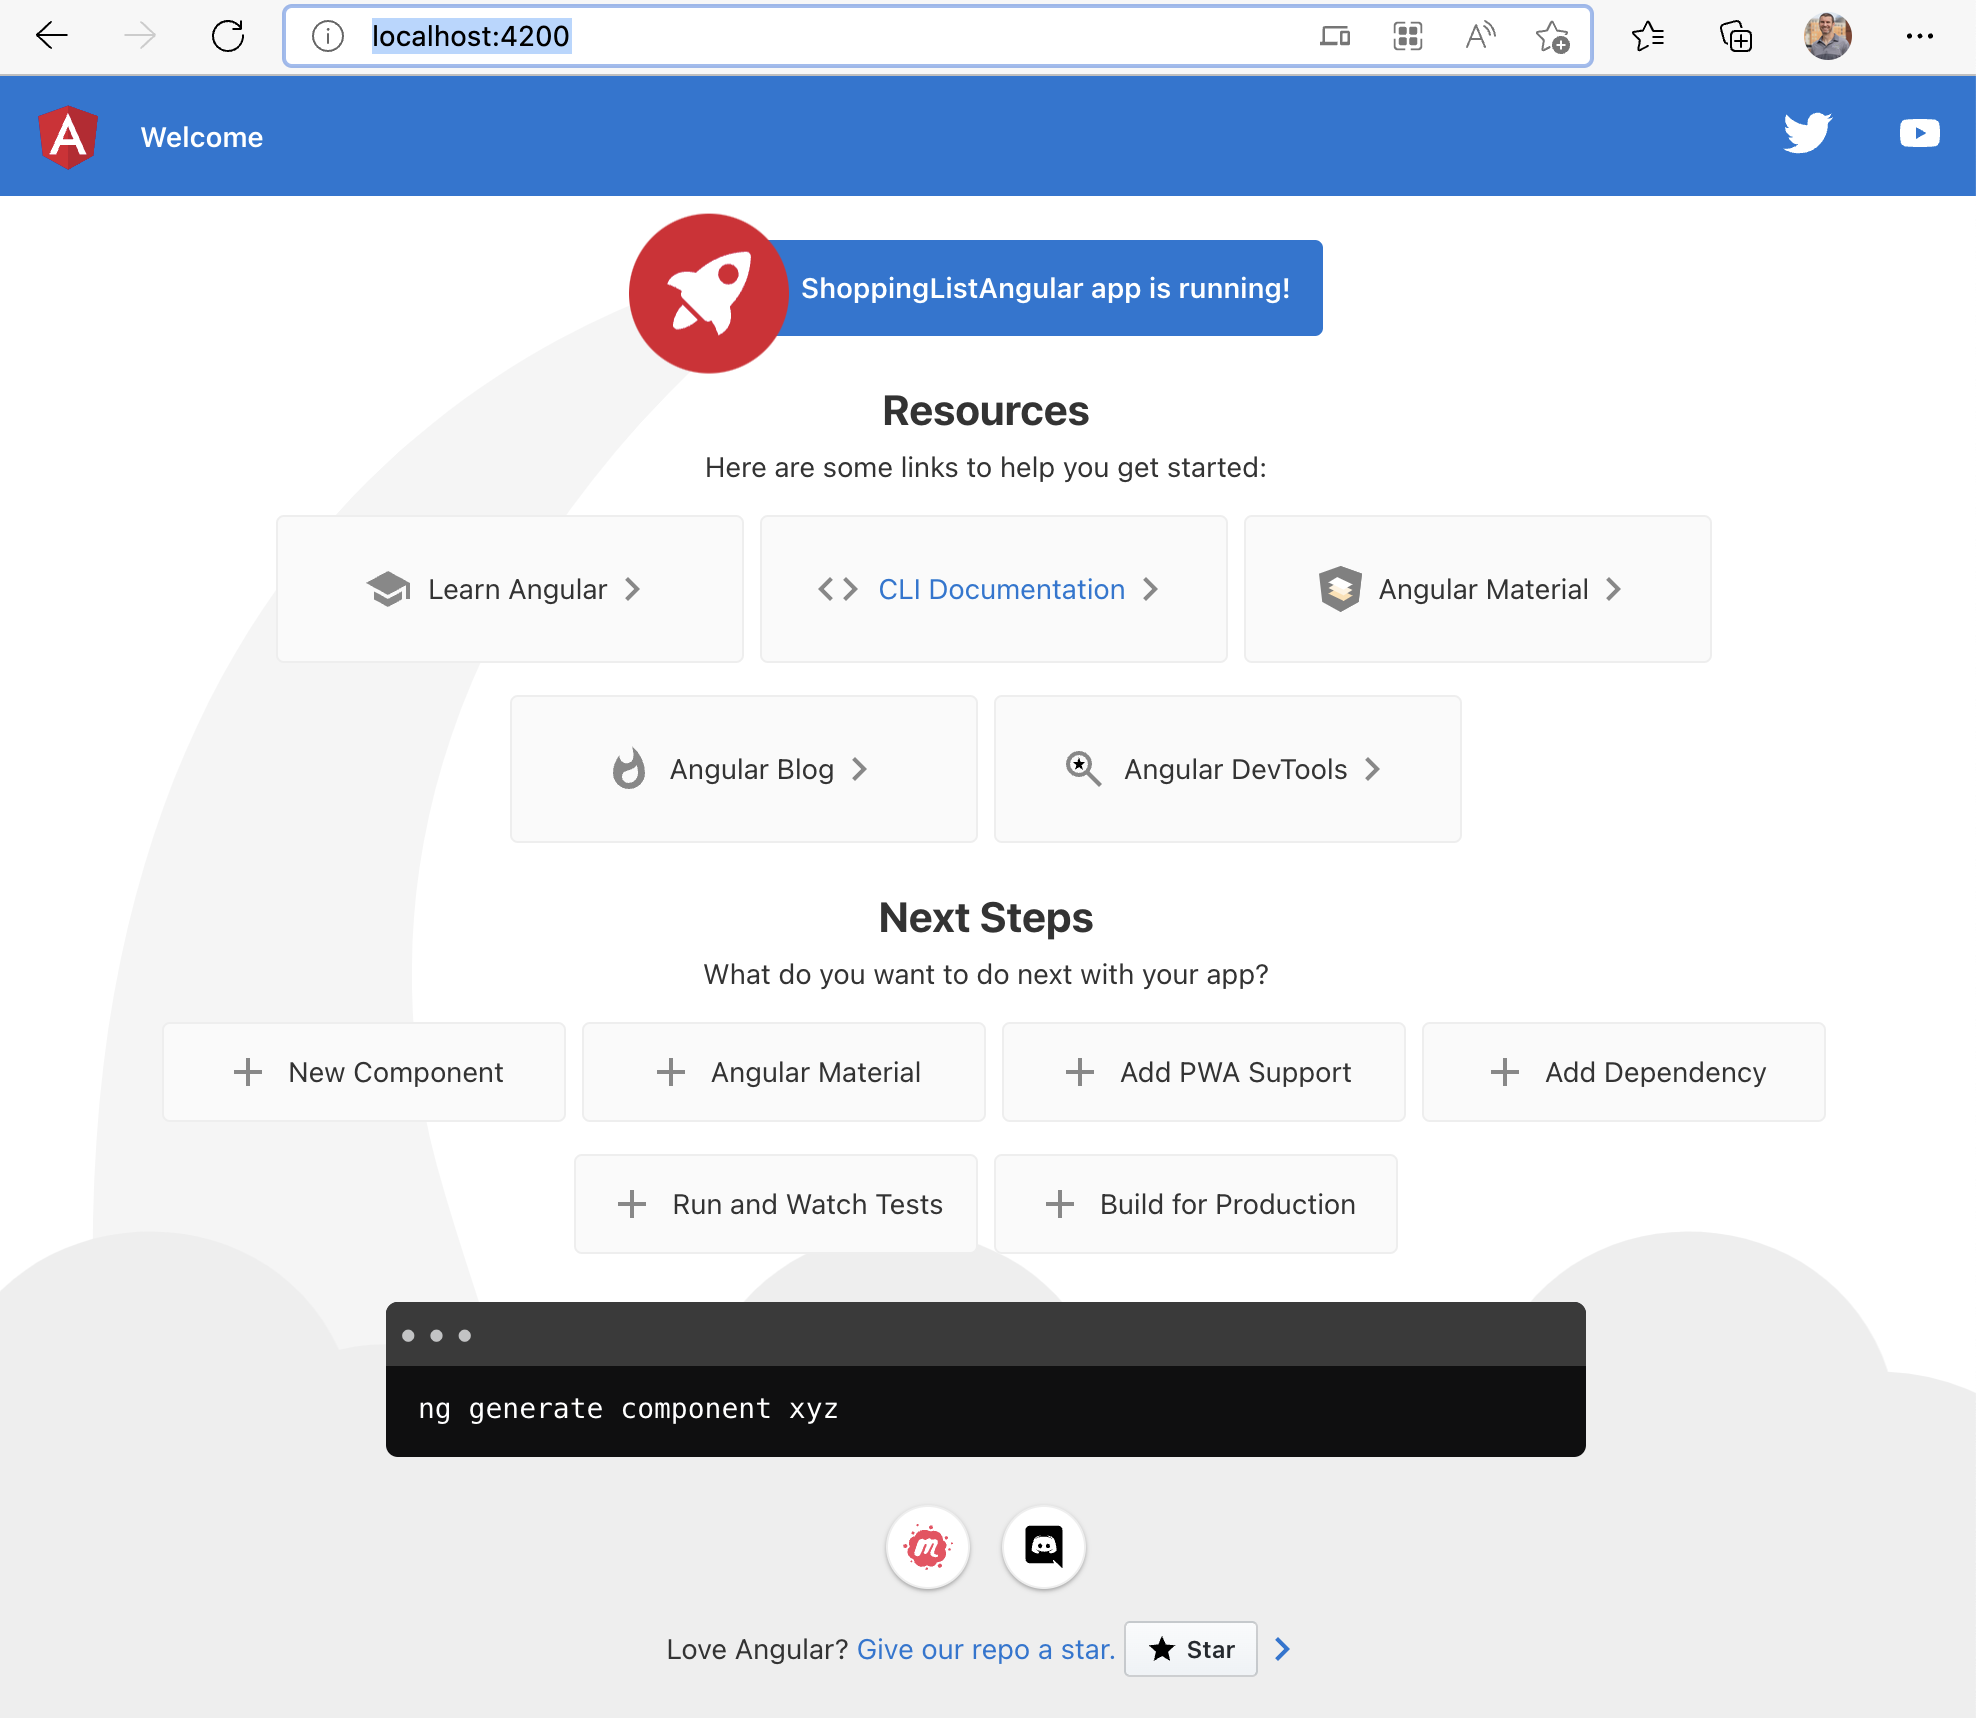 localhost:4200
Welcome
ShoppingListAngular app is running!
Resources
Here are some links to help you get started:
Learn Angular
CLI Documentation
Angular Material
Angular Blog
Angular DevTools
Next Steps
What do you want to do next with your app?
New Component
Angular Material
Add PWA Support
Add Dependency
Run and Watch Tests
Build for Production
ng generate component xyz
Love Angular? Give our repo a star. Star